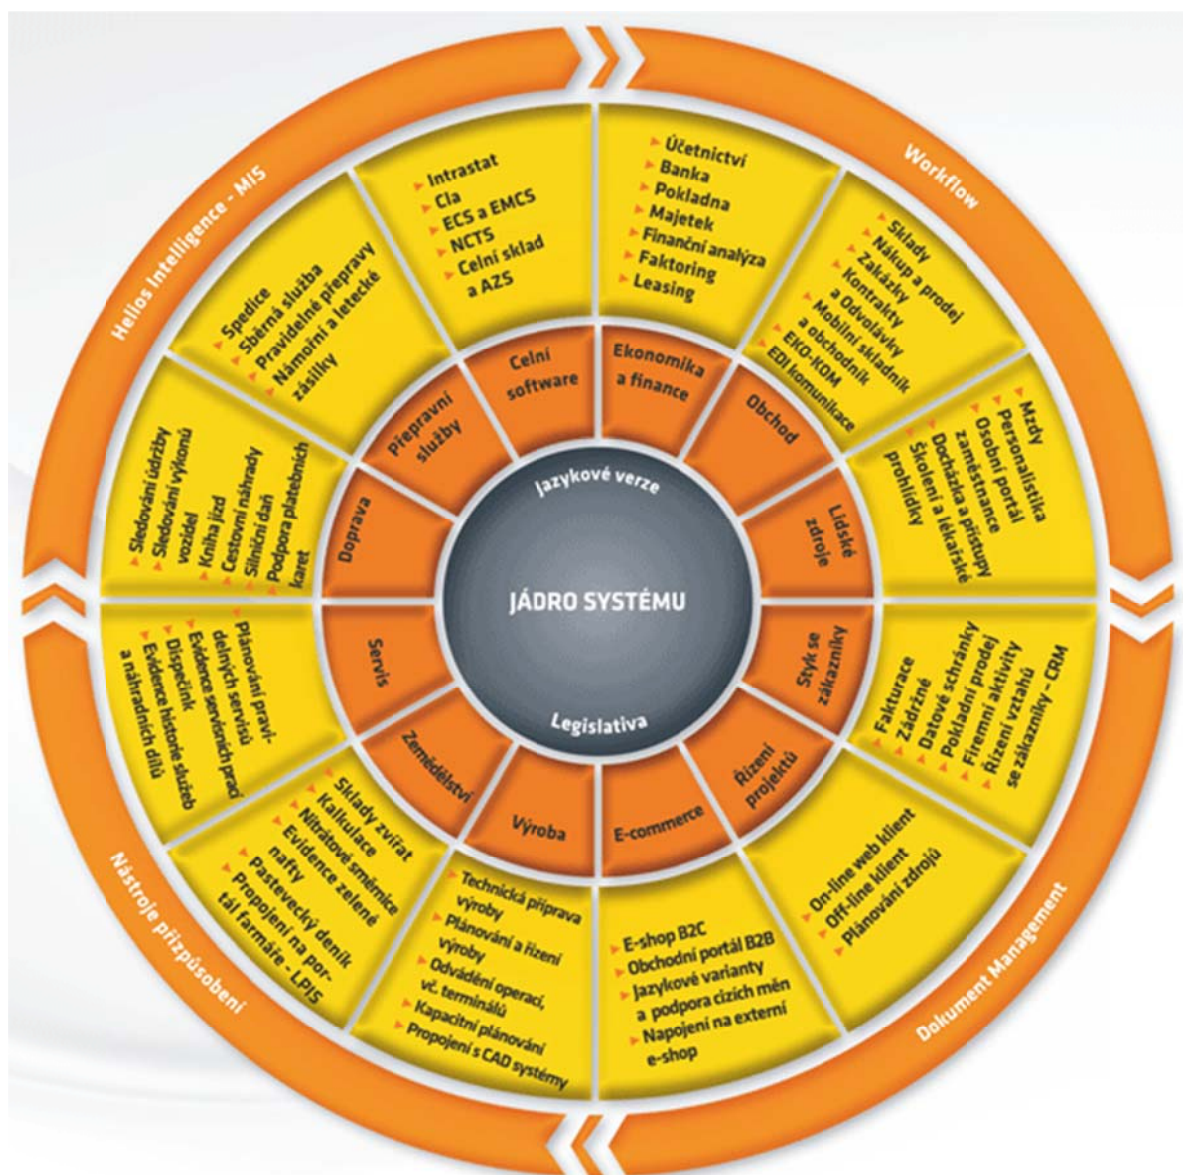 Helios Intelligence - MIS
Workflow
Dokument Management
Nástroje přizpůsobení
Jazykové verze
JÁDRO SYSTÉMU
Legislativa
Ekonomika
a finance
Účetnictví
Banka
Pokladna
Majetek
Finanční analýza
Faktoring
Leasing
Obchod
Sklady
Nákup a prodej
Zakázky
Kontrakty
a Odvolávky
Mobilní skladník
a obchodník
EKO-KOM
EDI komunikace
Lidské
zdroje
Mzdy
Personalistika
Osobní portál
zaměstnance
Docházka a přístupy
Školení a lékařské
prohlídky
Styk se
zákazníky
Fakturace
Zádržné
Datové schránky
Pokladní prodej
Firemní aktivity
Řízení vztahů
se zákazníky - CRM
Řízení
projektů
On-line web klient
Off-line klient
Plánování zdrojů
E-commerce
E-shop B2C
Obchodní portál B2B
Jazykové varianty
a podpora cizích měn
Napojení na externí
e-shop
Výroba
Technická příprava
výroby
Plánování a řízení
výroby
Odvádění operací,
vč. terminálů
Kapacitní plánování
Propojení s CAD systémy
Zemědělství
Sklady zvířat
Kalkulace
Nitrátové směrnice
Evidence zelené
nafty
Pastevecký deník
Propojení na por-
tál farmáře - LPIS
Servis
Plánování pravi-
delných servisů
Evidence servisních prací
Dispečink
Evidence historie služeb
a náhradních dílů
Doprava
Sledování údržby
Sledování výkonů
vozidel
Kniha jízd
Cestovní náhrady
Silniční daň
Podpora platebních
karet
Přepravní
služby
Spedice
Sběrná služba
Pravidelné přepravy
Námořní a letecké
zásilky
Celní
software
Intrastat
Cla
ECS a EMCS
NCTS
Celní sklad
a AZS